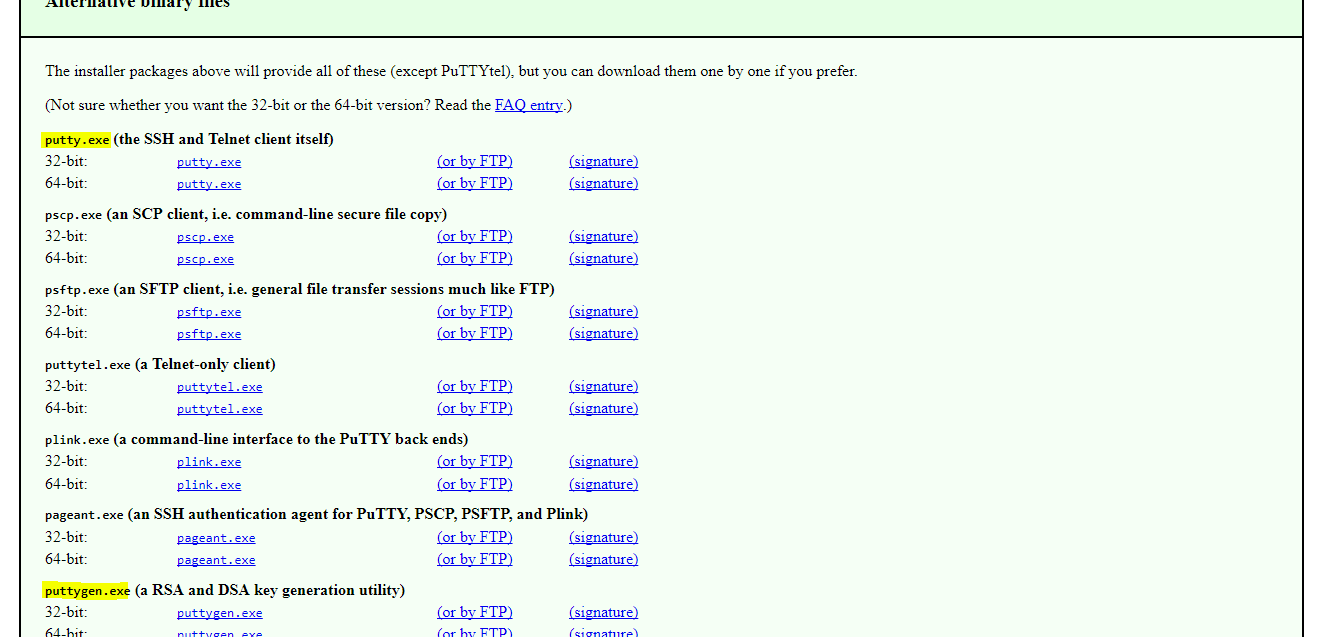 Alternative binary files
The installer packages above will provide all of these (except PuTTYtel), but you can download them one by one if you prefer.
(Not sure whether you want the 32-bit or the 64-bit version? Read the FAQ entry.)
putty.exe (the SSH and Telnet client itself)
32-bit: putty.exe (or by FTP) (signature)
64-bit: putty.exe (or by FTP) (signature)
pscp.exe (an SCP client, i.e. command-line secure file copy)
32-bit: pscp.exe (or by FTP) (signature)
64-bit: pscp.exe (or by FTP) (signature)
psftp.exe (an SFTP client, i.e. general file transfer sessions much like FTP)
32-bit: psftp.exe (or by FTP) (signature)
64-bit: psftp.exe (or by FTP) (signature)
puttytel.exe (a Telnet-only client)
32-bit: puttytel.exe (or by FTP) (signature)
64-bit: puttytel.exe (or by FTP) (signature)
plink.exe (a command-line interface to the PuTTY back ends)
32-bit: plink.exe (or by FTP) (signature)
64-bit: plink.exe (or by FTP) (signature)
pageant.exe (an SSH authentication agent for PuTTY, PSCP, PSFTP, and Plink)
32-bit: pageant.exe (or by FTP) (signature)
64-bit: pageant.exe (or by FTP) (signature)
puttygen.exe (a RSA and DSA key generation utility)
32-bit: puttygen.exe (or by FTP) (signature)
64-bit: puttygen.exe (or by FTP) (signature)